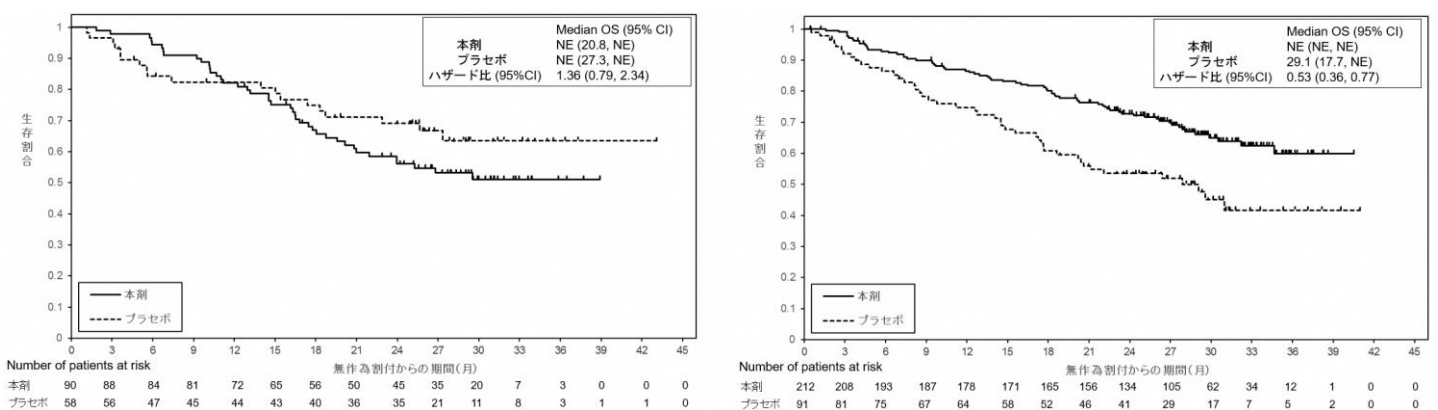 Median OS (95% CI)
本剤 NE (20.8, NE)
プラセボ NE (27.3, NE)
ハザード比 (95%CI) 1.36 (0.79, 2.34)
1
0.9
0.8
0.7
0.6
0.5
0.4
0.3
0.2
0.1
0
生存割合
本剤
プラセボ
0 3 6 9 12 15 18 21 24 27 30 33 36 39 42 45
無作為割付からの期間(月)
Number of patients at risk
本剤 90 88 84 81 72 65 56 50 45 35 20 7 3 0 0 0
プラセボ 58 56 47 45 44 43 40 36 35 21 11 8 3 1 1 0
Median OS (95% CI)
本剤 NE (NE, NE)
プラセボ 29.1 (17.7, NE)
ハザード比 (95%CI) 0.53 (0.36, 0.77)
1
0.9
0.8
0.7
0.6
0.5
0.4
0.3
0.2
0.1
0
生存割合
本剤
プラセボ
0 3 6 9 12 15 18 21 24 27 30 33 36 39 42 45
無作為割付からの期間(月)
Number of patients at risk
本剤 212 208 193 187 178 171 165 156 134 105 62 34 12 1 0 0
プラセボ 91 81 75 67 64 58 52 46 41 29 17 7 5 2 0 0